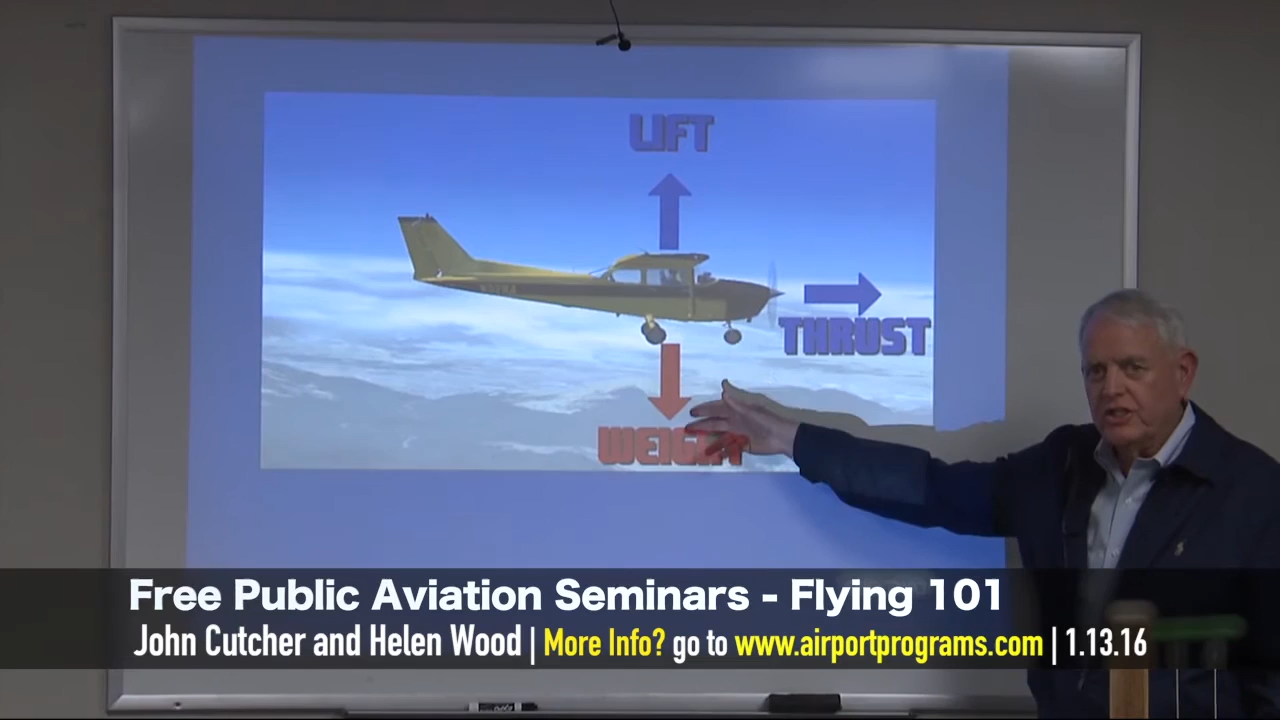 LIFT
THRUST
WEIGHT
Free Public Aviation Seminars - Flying 101
John Cutcher and Helen Wood | More Info? go to www.airportprograms.com | 1.13.16